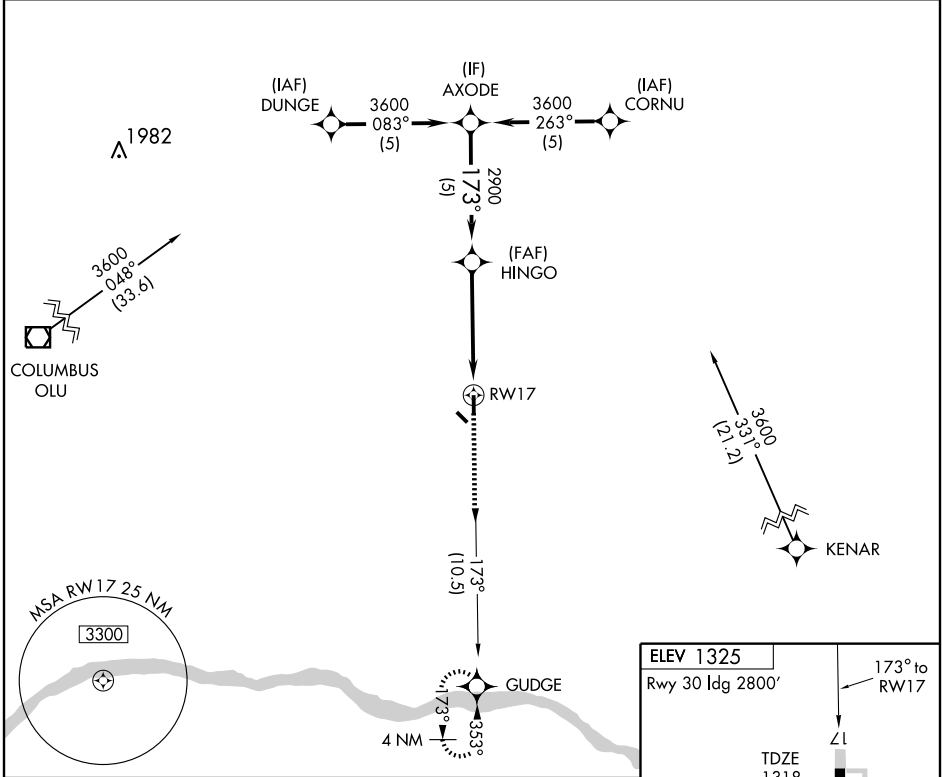 (IF)
AXODE
(IAF)
DUNGE
(IAF)
CORNU
3600
083°
(5)
3600
263°
(5)
1982
2900
173°
(5)
(FAF)
HINGO
3600
048°
(33.6)
COLUMBUS
OLU
RW17
3600
331°
(21.2)
KENAR
173°
(10.5)
MSA RW17 25 NM
3300
GUDGE
173°
353°
4 NM
ELEV 1325
Rwy 30 ldg 2800'
173° to
RW17
17
TDZE
1318